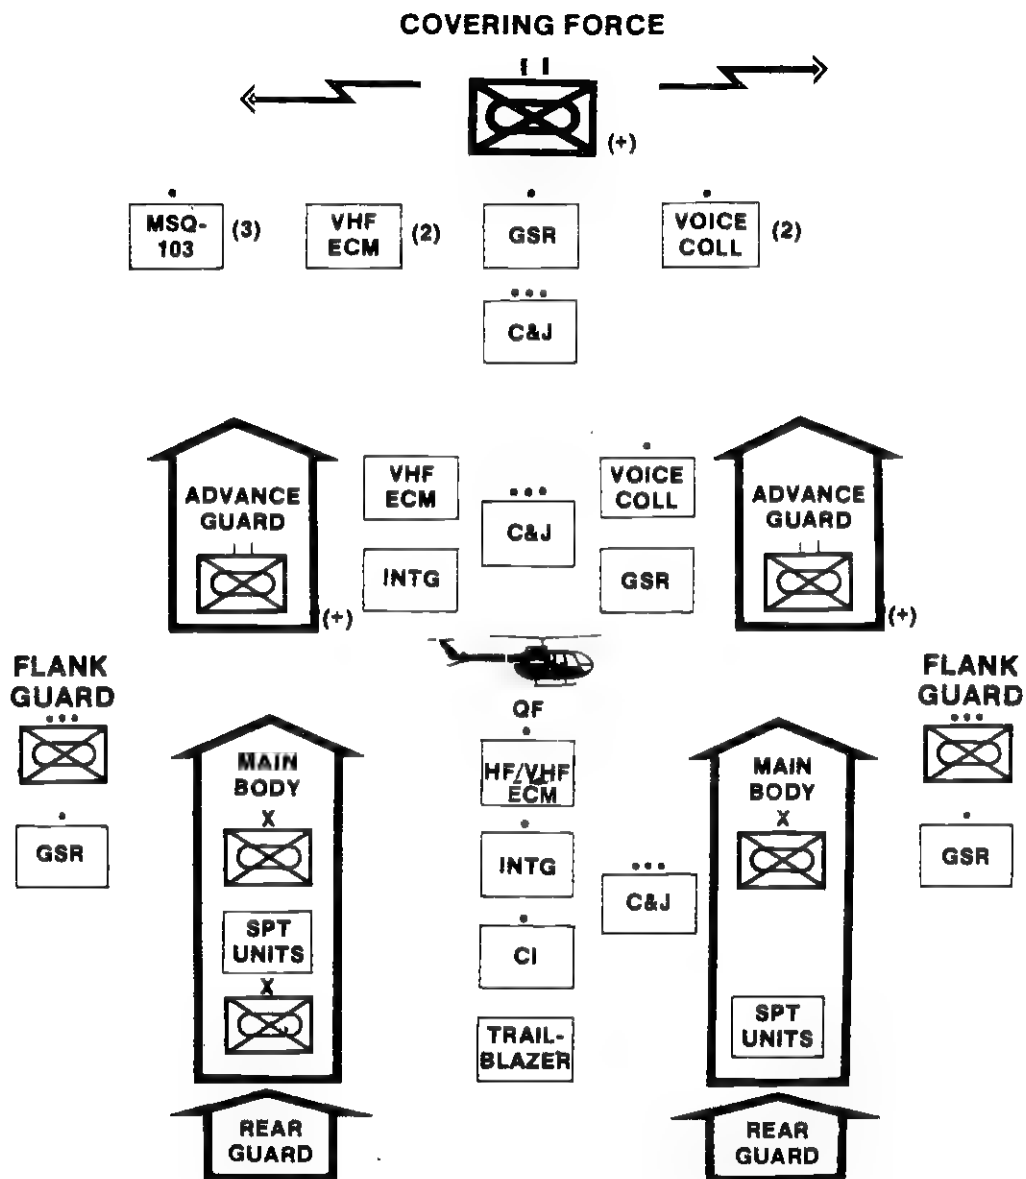 COVERING FORCE
I I
(+)
MSQ-
103
(3)
VHF
ECM
(2)
GSR
VOICE
COLL
(2)
C&J
ADVANCE
GUARD
(+)
VHF
ECM
INTG
C&J
VOICE
COLL
GSR
ADVANCE
GUARD
(+)
FLANK
GUARD
GSR
MAIN
BODY
X
SPT
UNITS
X
QF
HF/VHF
ECM
INTG
CI
TRAIL-
BLAZER
C&J
MAIN
BODY
X
SPT
UNITS
FLANK
GUARD
GSR
REAR
GUARD
REAR
GUARD